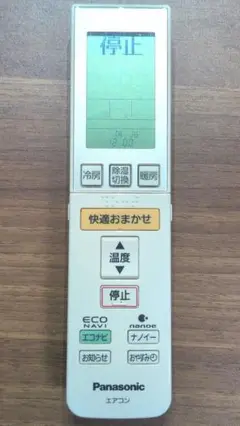 停止
冷房
除湿
切換
暖房
快適おまかせ
温度
停止
ECO
NAVI
nanoe
エコナビ
ナノイー
お知らせ
おやすみ
Panasonic
エアコン